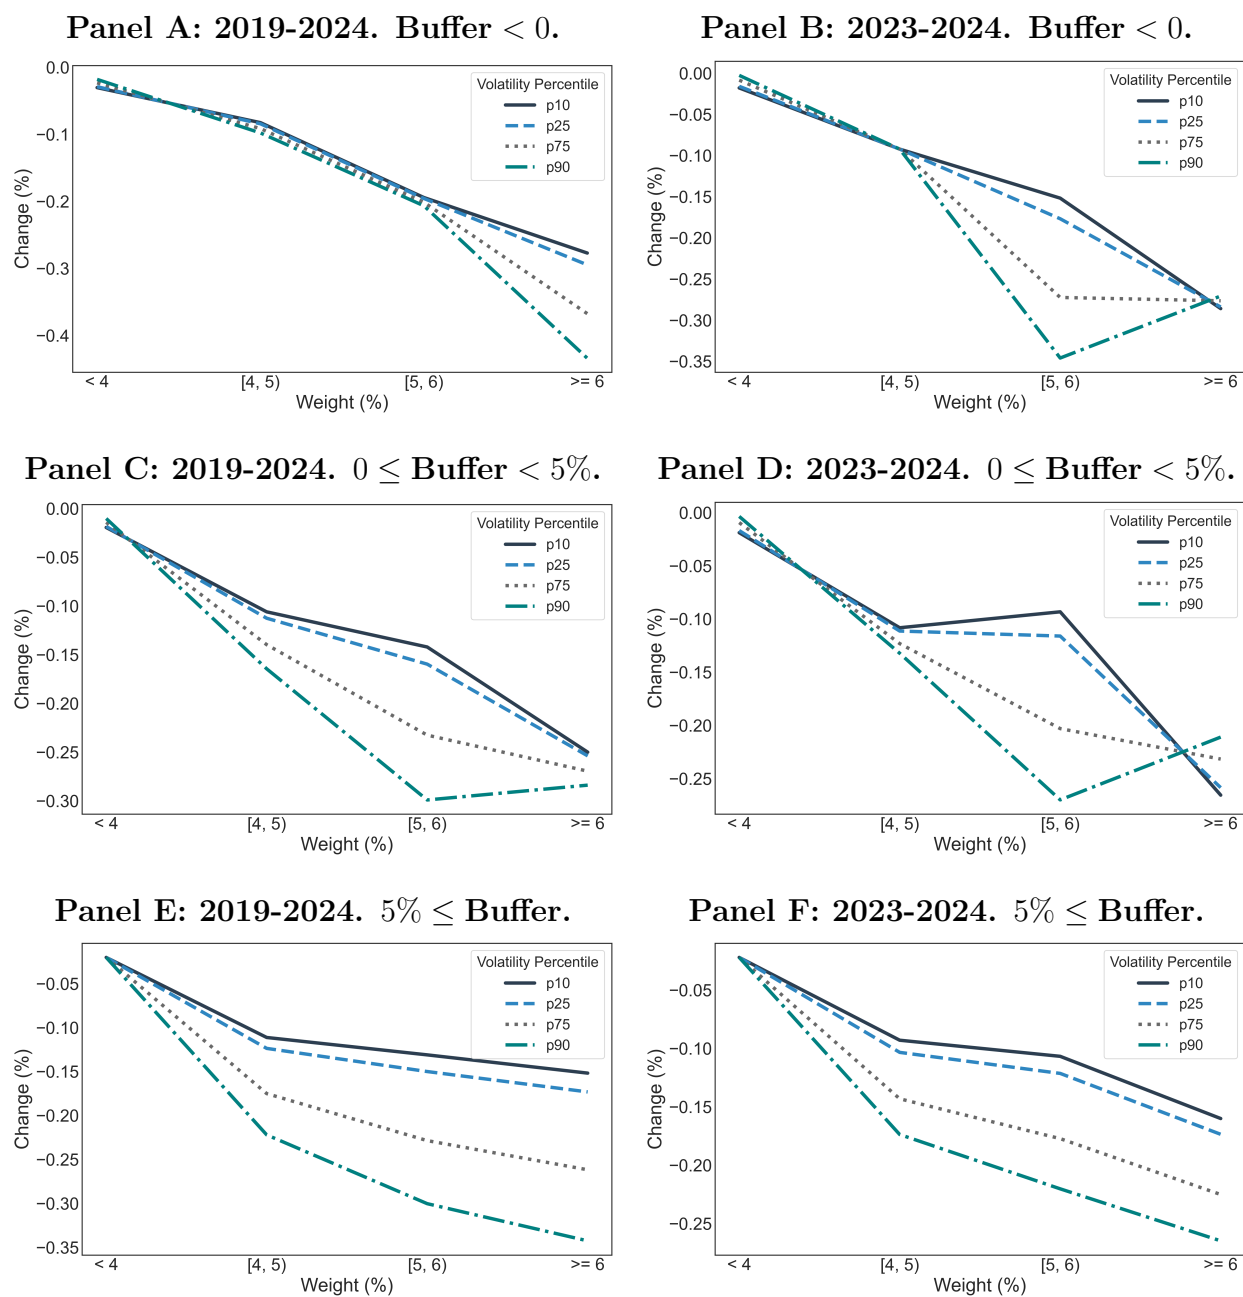 Panel A: 2019-2024. Buffer < 0.
0.0
−0.1
−0.2
−0.3
−0.4
Change (%)
Volatility Percentile
p10
p25
p75
p90
< 4
[4, 5)
[5, 6)
>= 6
Weight (%)
Panel B: 2023-2024. Buffer < 0.
0.00
−0.05
−0.10
−0.15
−0.20
−0.25
−0.30
−0.35
Change (%)
Volatility Percentile
p10
p25
p75
p90
< 4
[4, 5)
[5, 6)
>= 6
Weight (%)
Panel C: 2019-2024. 0 ≤ Buffer < 5%.
0.00
−0.05
−0.10
−0.15
−0.20
−0.25
−0.30
Change (%)
Volatility Percentile
p10
p25
p75
p90
< 4
[4, 5)
[5, 6)
>= 6
Weight (%)
Panel D: 2023-2024. 0 ≤ Buffer < 5%.
0.00
−0.05
−0.10
−0.15
−0.20
−0.25
Change (%)
Volatility Percentile
p10
p25
p75
p90
< 4
[4, 5)
[5, 6)
>= 6
Weight (%)
Panel E: 2019-2024. 5% ≤ Buffer.
−0.05
−0.10
−0.15
−0.20
−0.25
−0.30
−0.35
Change (%)
Volatility Percentile
p10
p25
p75
p90
< 4
[4, 5)
[5, 6)
>= 6
Weight (%)
Panel F: 2023-2024. 5% ≤ Buffer.
−0.05
−0.10
−0.15
−0.20
−0.25
Change (%)
Volatility Percentile
p10
p25
p75
p90
< 4
[4, 5)
[5, 6)
>= 6
Weight (%)